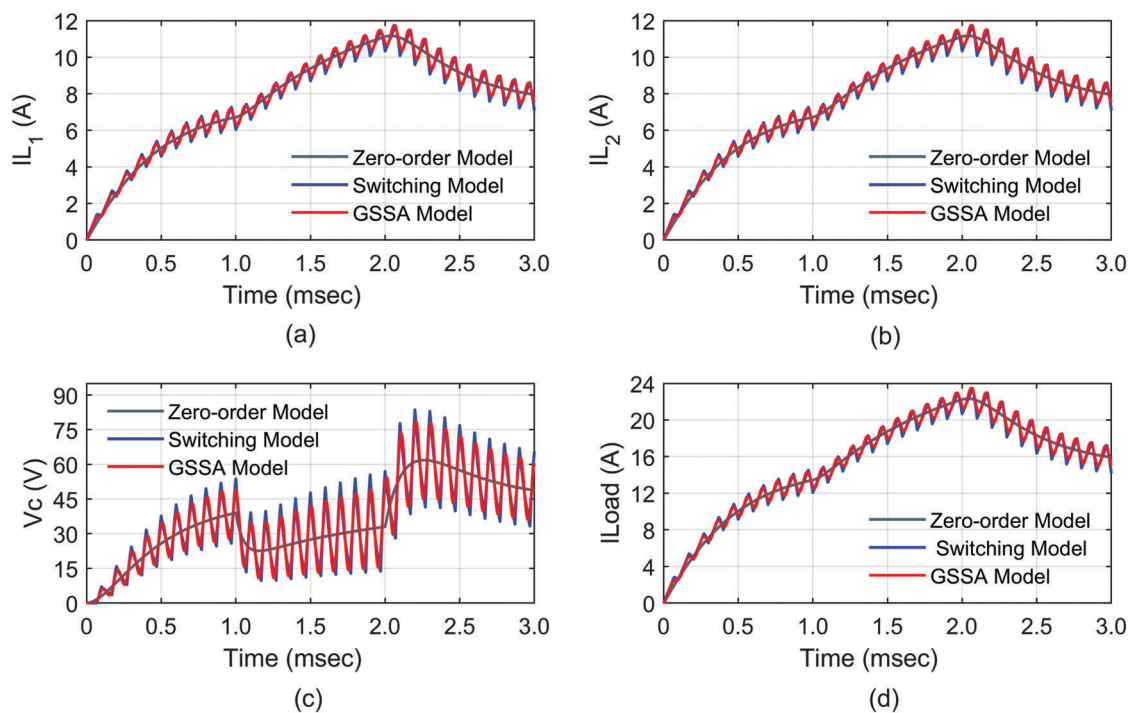 12
10
8
6
4
2
0
IL1 (A)
Zero-order Model
Switching Model
GSSA Model
0 0.5 1.0 1.5 2.0 2.5 3.0
Time (msec)
(a)
12
10
8
6
4
2
0
IL2 (A)
Zero-order Model
Switching Model
GSSA Model
0 0.5 1.0 1.5 2.0 2.5 3.0
Time (msec)
(b)
90
75
60
45
30
15
0
Vc (V)
Zero-order Model
Switching Model
GSSA Model
0 0.5 1.0 1.5 2.0 2.5 3.0
Time (msec)
(c)
24
20
16
12
8
4
0
ILoad (A)
Zero-order Model
Switching Model
GSSA Model
0 0.5 1.0 1.5 2.0 2.5 3.0
Time (msec)
(d)